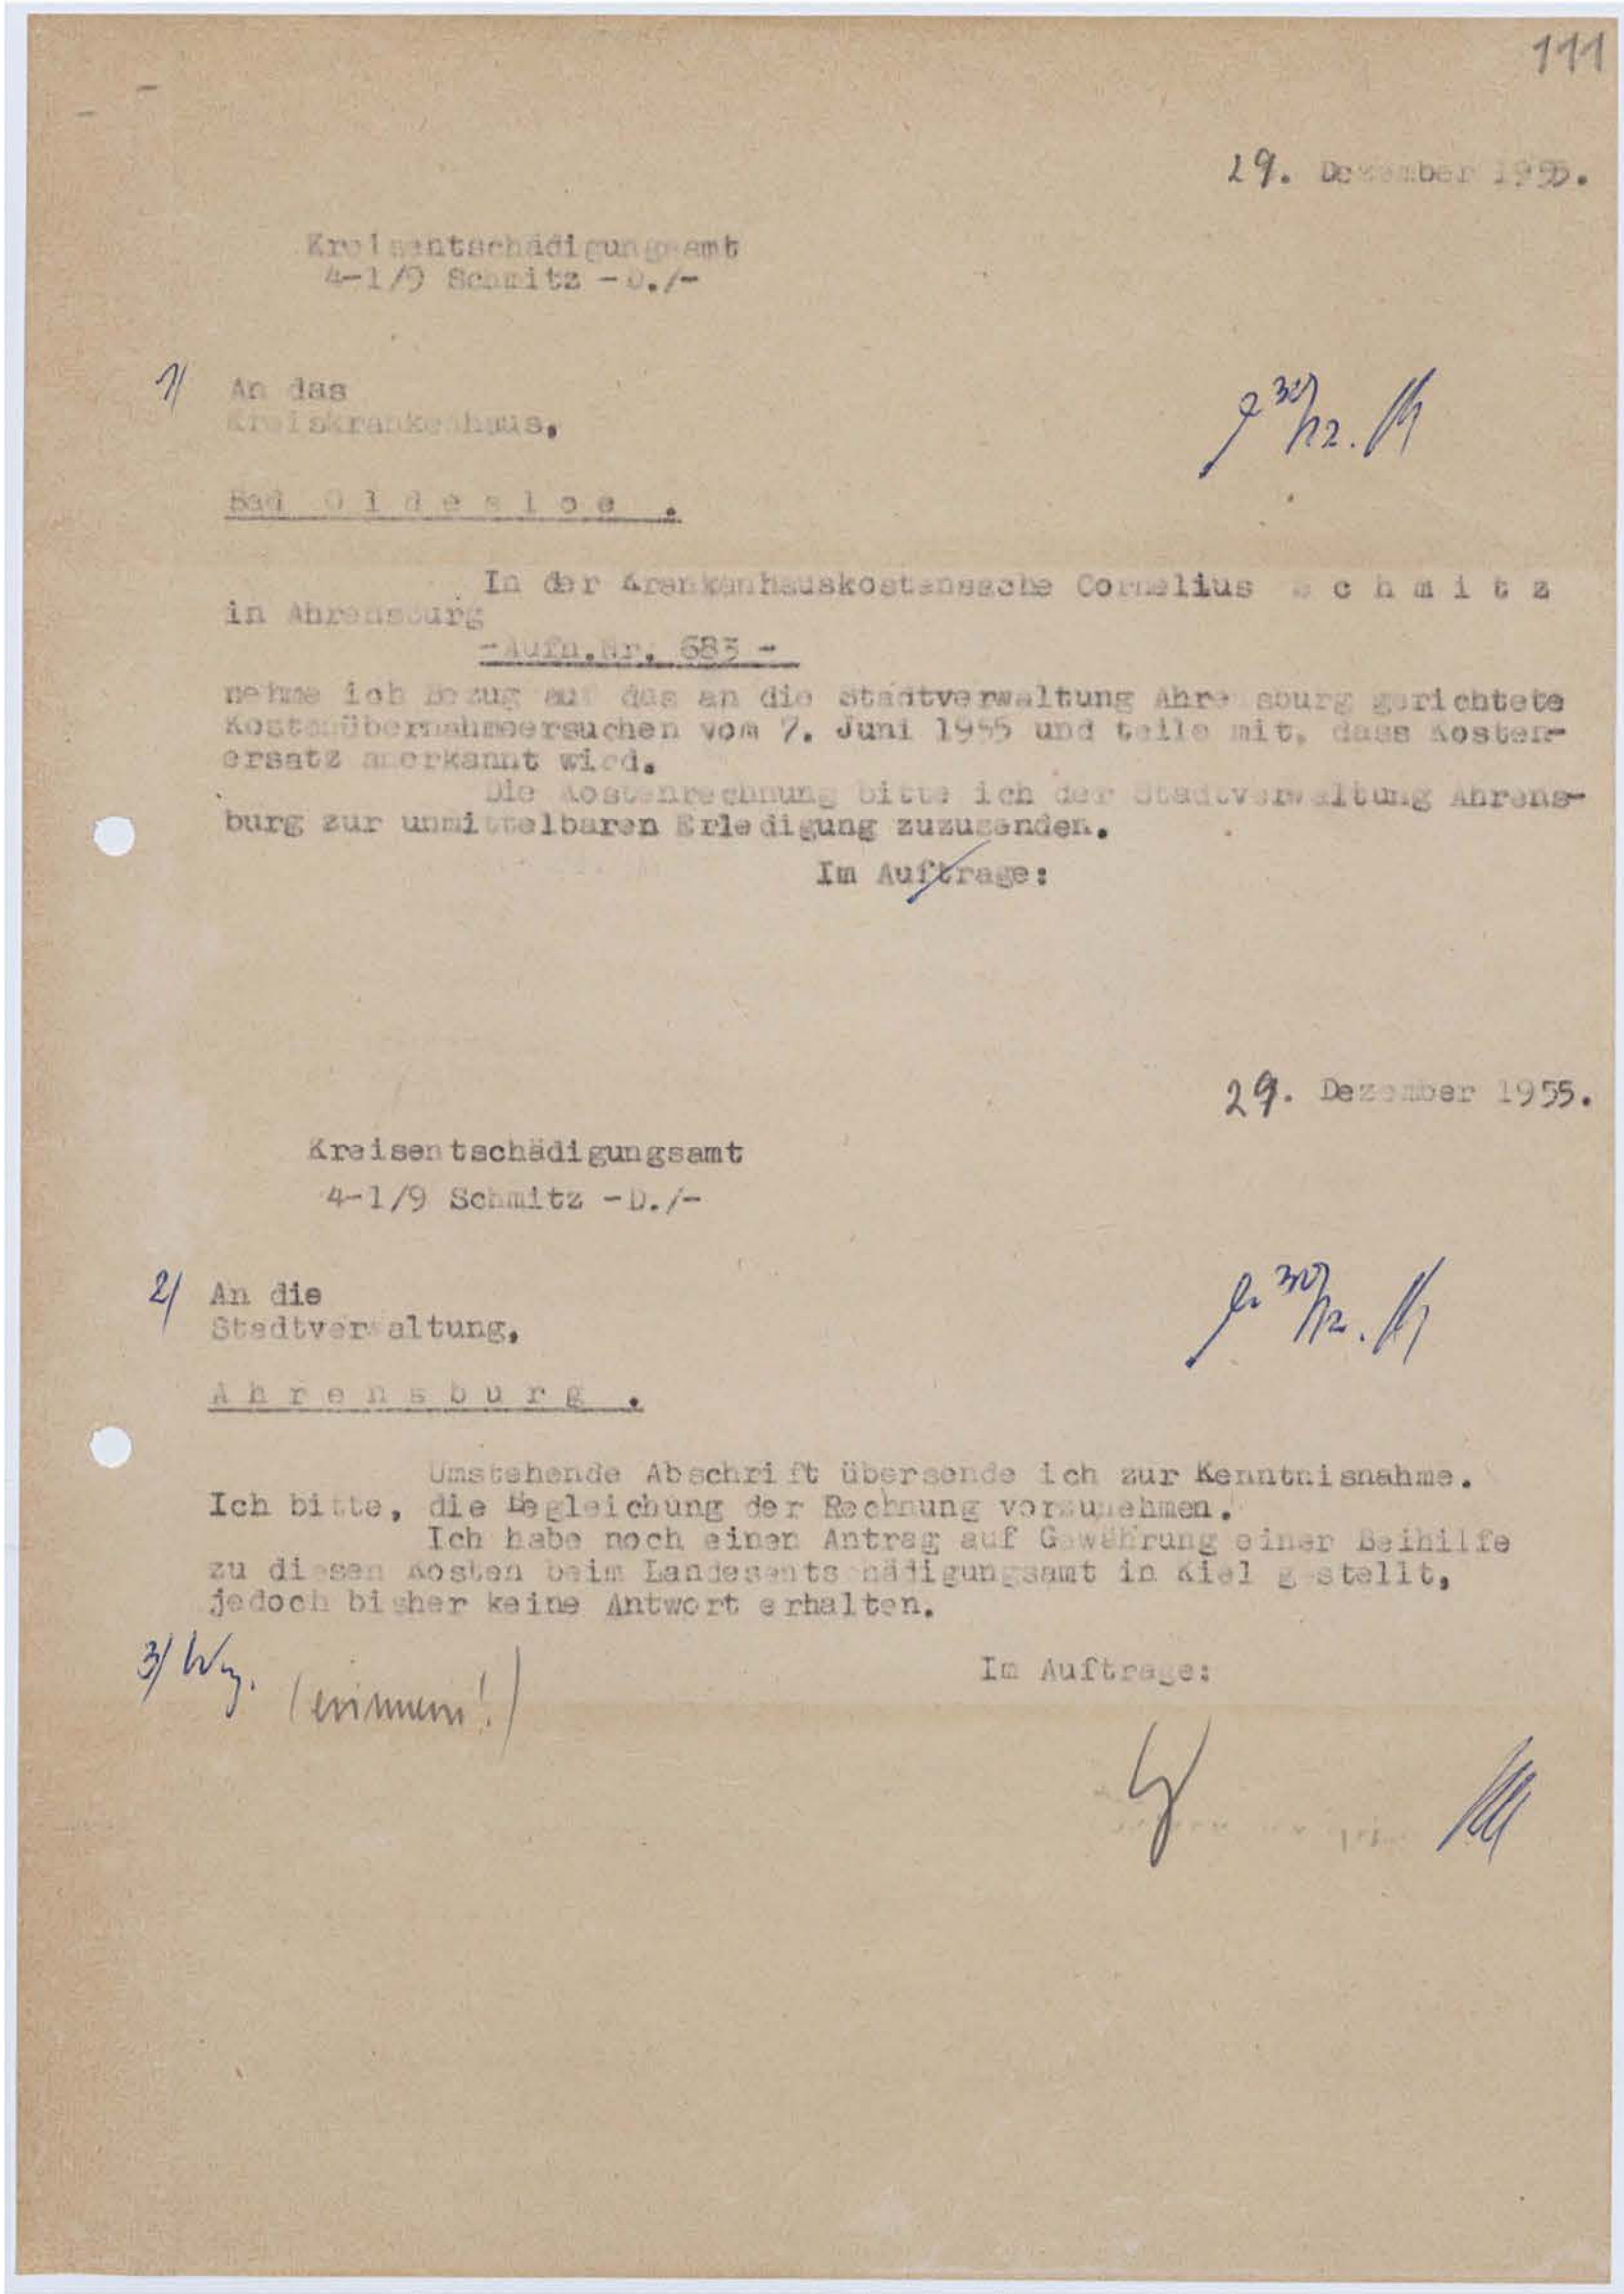 111
29. Dezember 1955.
Kreisentschädigungsamt
4-1/9 Schmitz -D./-
1/ An das
Kreiskrankenhaus,
30/12.
Bad O l d e s l o e .
In der Krankenhauskostensache Cornelius S c h m i t z
in Ahrensburg
-Aufn.Nr. 683 -
nehme ich Bezug auf das an die Stadtverwaltung Ahrensburg gerichtete
Kostenübernahmeersuchen vom 7. Juni 1955 und teile mit, dass Kosten-
ersatz anerkannt wird.
Die Kostenrechnung bitte ich der Stadtverwaltung Ahrens-
burg zur unmittelbaren Erledigung zuzusenden.
Im Auftrage:
29. Dezember 1955.
Kreisentschädigungsamt
4-1/9 Schmitz -D./-
2/ An die
Stadtverwaltung,
30/12.
A h r e n s b u r g .
Umstehende Abschrift übersende ich zur Kenntnisnahme.
Ich bitte, die Begleichung der Rechnung vorzunehmen.
Ich habe noch einen Antrag auf Gewährung einer Beihilfe
zu diesen Kosten beim Landesentschädigungsamt in Kiel gestellt,
jedoch bisher keine Antwort erhalten.
3/ Wv. (erinnern!)
Im Auftrage: